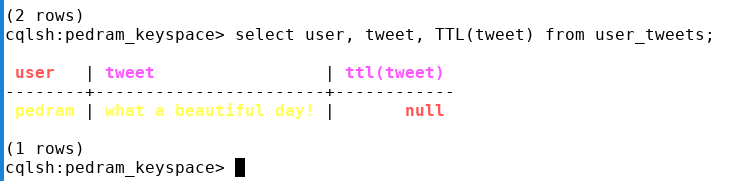 (2 rows)
cqlsh:pedram_keyspace> select user, tweet, TTL(tweet) from user_tweets;
user | tweet | ttl(tweet)
--------+-----------------------+------------
pedram | what a beautiful day! | null
(1 rows)
cqlsh:pedram_keyspace>